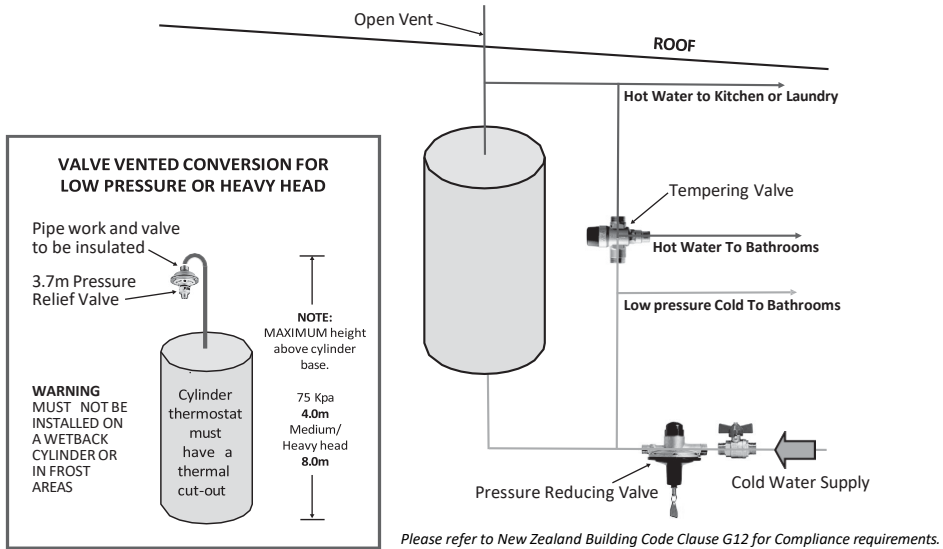 Open Vent
ROOF
Hot Water to Kitchen or Laundry
Tempering Valve
Hot Water To Bathrooms
Low pressure Cold To Bathrooms
Pressure Reducing Valve
Cold Water Supply
VALVE VENTED CONVERSION FOR
LOW PRESSURE OR HEAVY HEAD
Pipe work and valve
to be insulated
3.7m Pressure
Relief Valve
NOTE:
MAXIMUM height
above cylinder
base.
75 Kpa
4.0m
Medium/
Heavy head
8.0m
WARNING
MUST NOT BE
INSTALLED ON
A WETBACK
CYLINDER OR
IN FROST
AREAS
Cylinder
thermostat
must
have a
thermal
cut-out
Please refer to New Zealand Building Code Clause G12 for Compliance requirements.